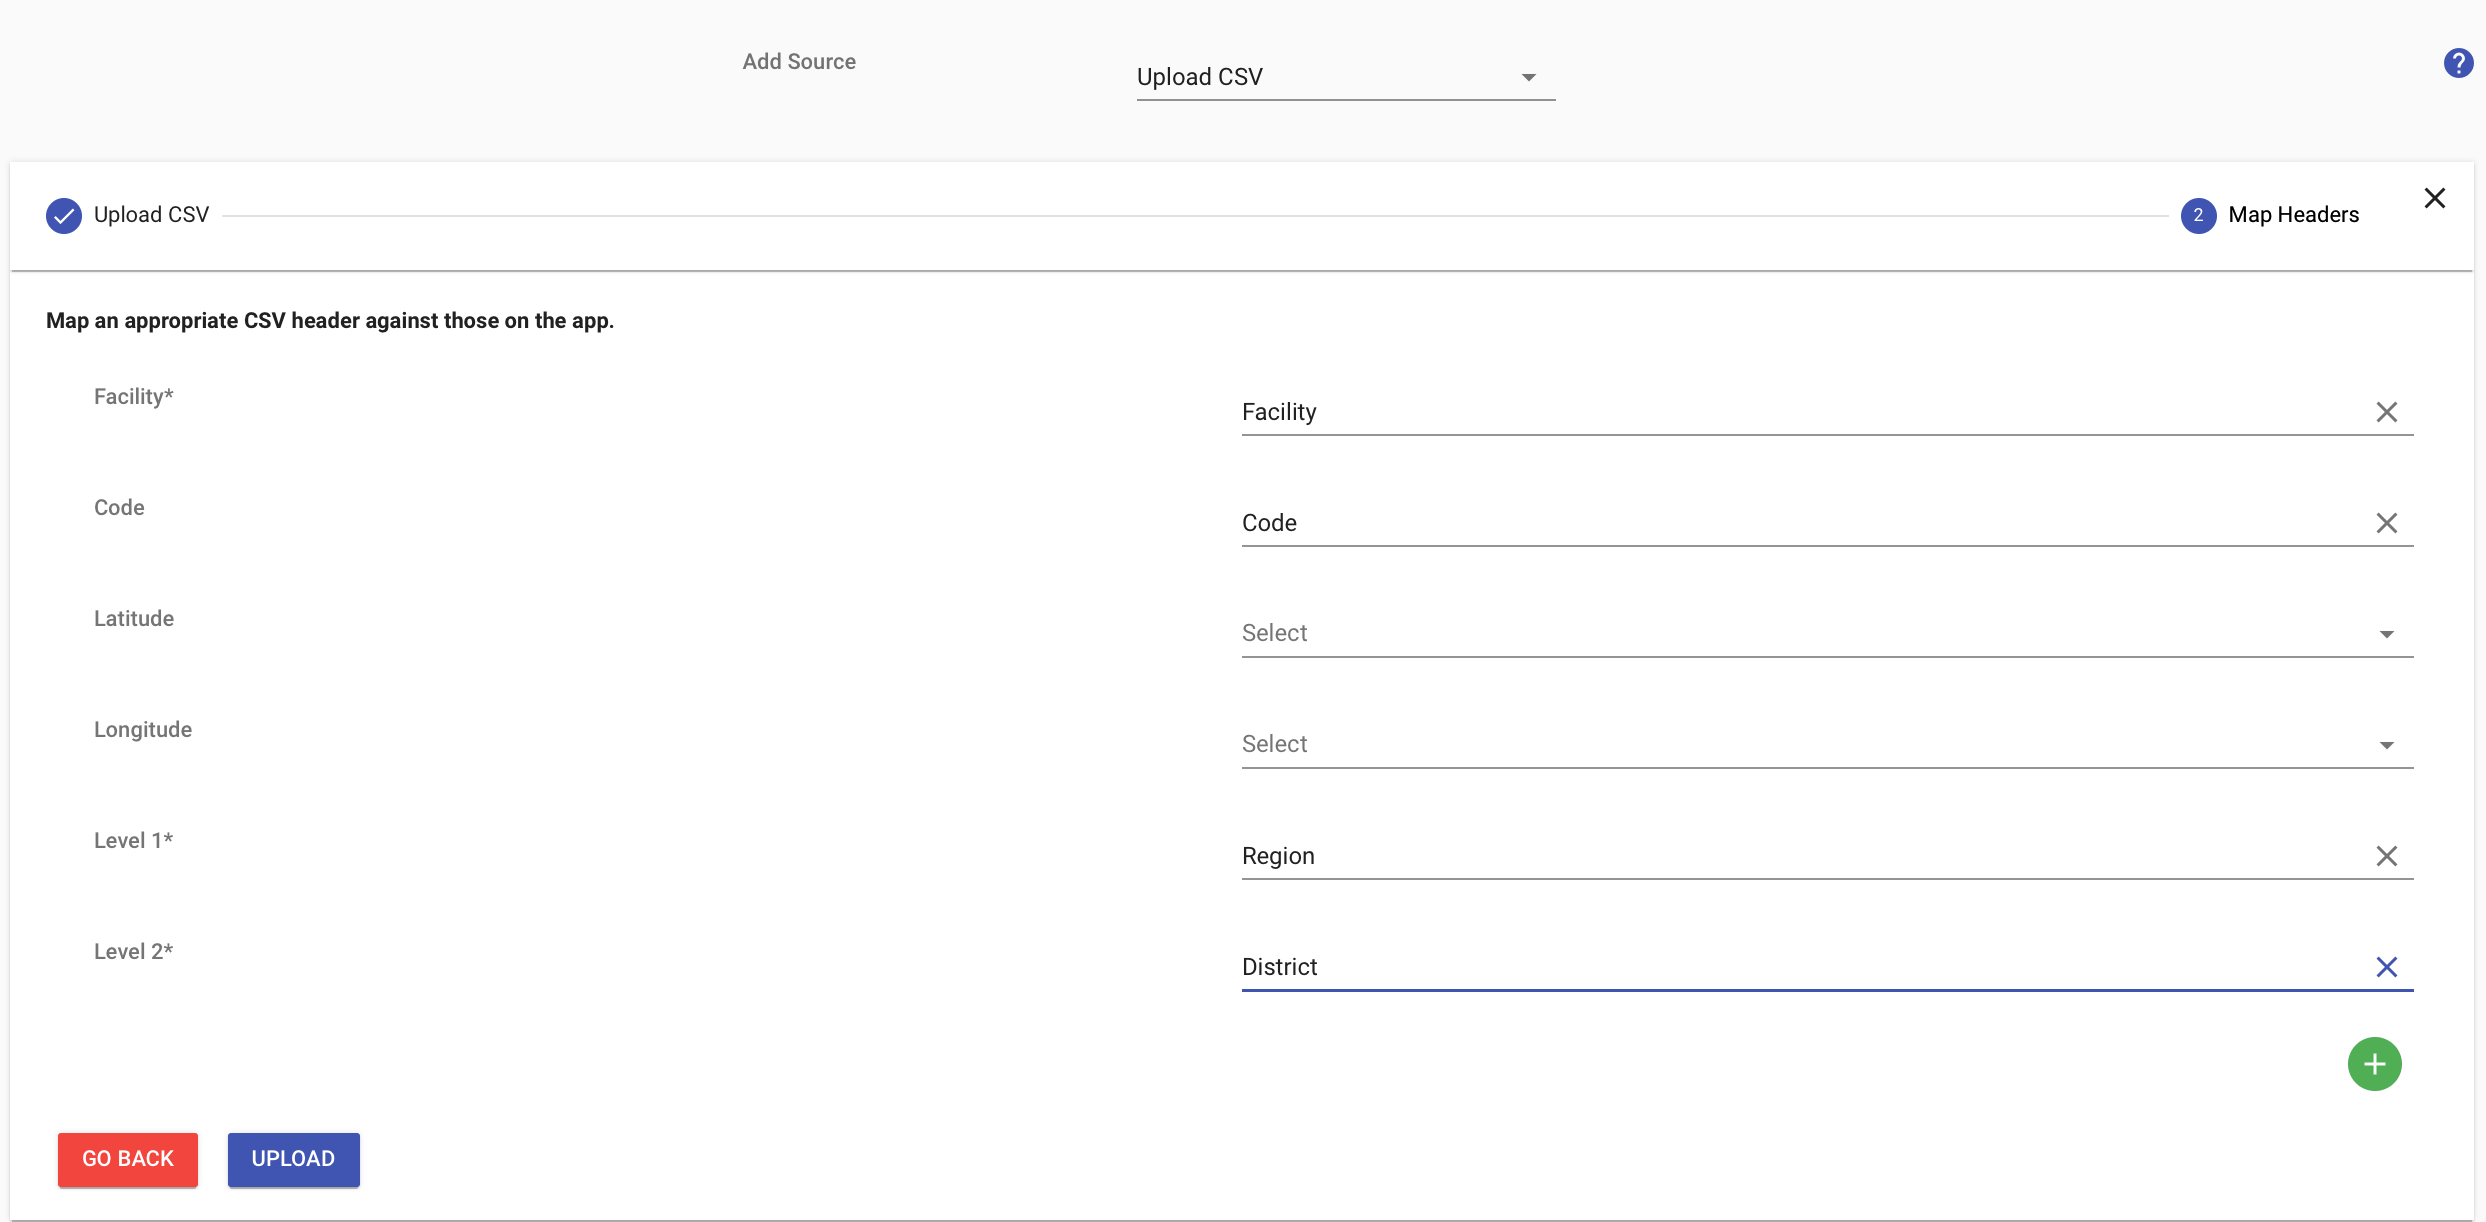 Add Source
Upload CSV
?
Upload CSV
2 Map Headers
Map an appropriate CSV header against those on the app.
Facility*
Facility
Code
Code
Latitude
Select
Longitude
Select
Level 1*
Region
Level 2*
District
GO BACK
UPLOAD